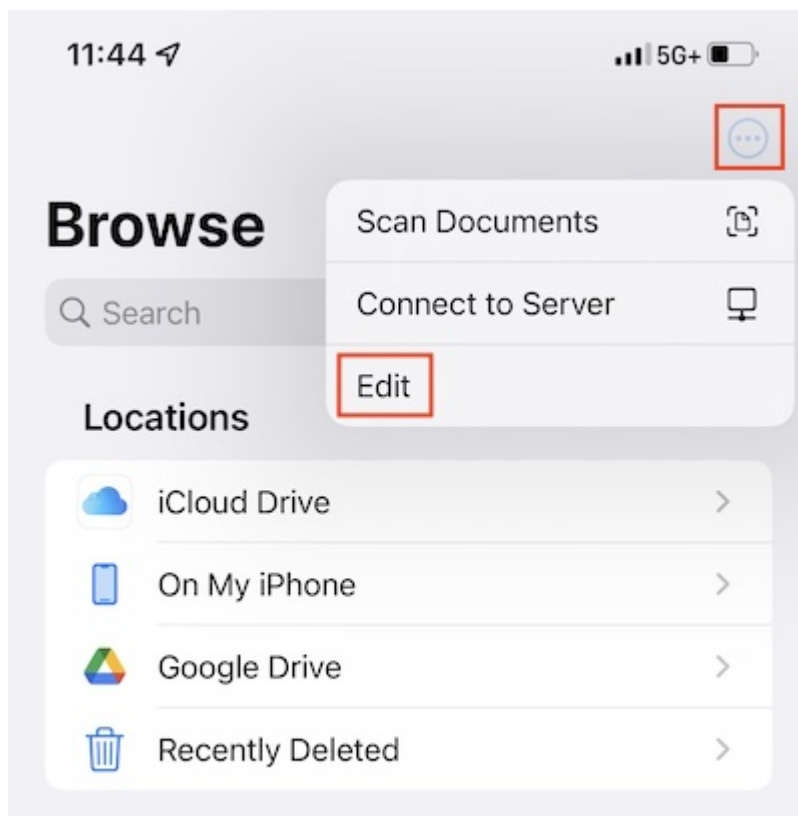 11:44
5G+
Browse
Search
Scan Documents
Connect to Server
Edit
Locations
iCloud Drive
On My iPhone
Google Drive
Recently Deleted